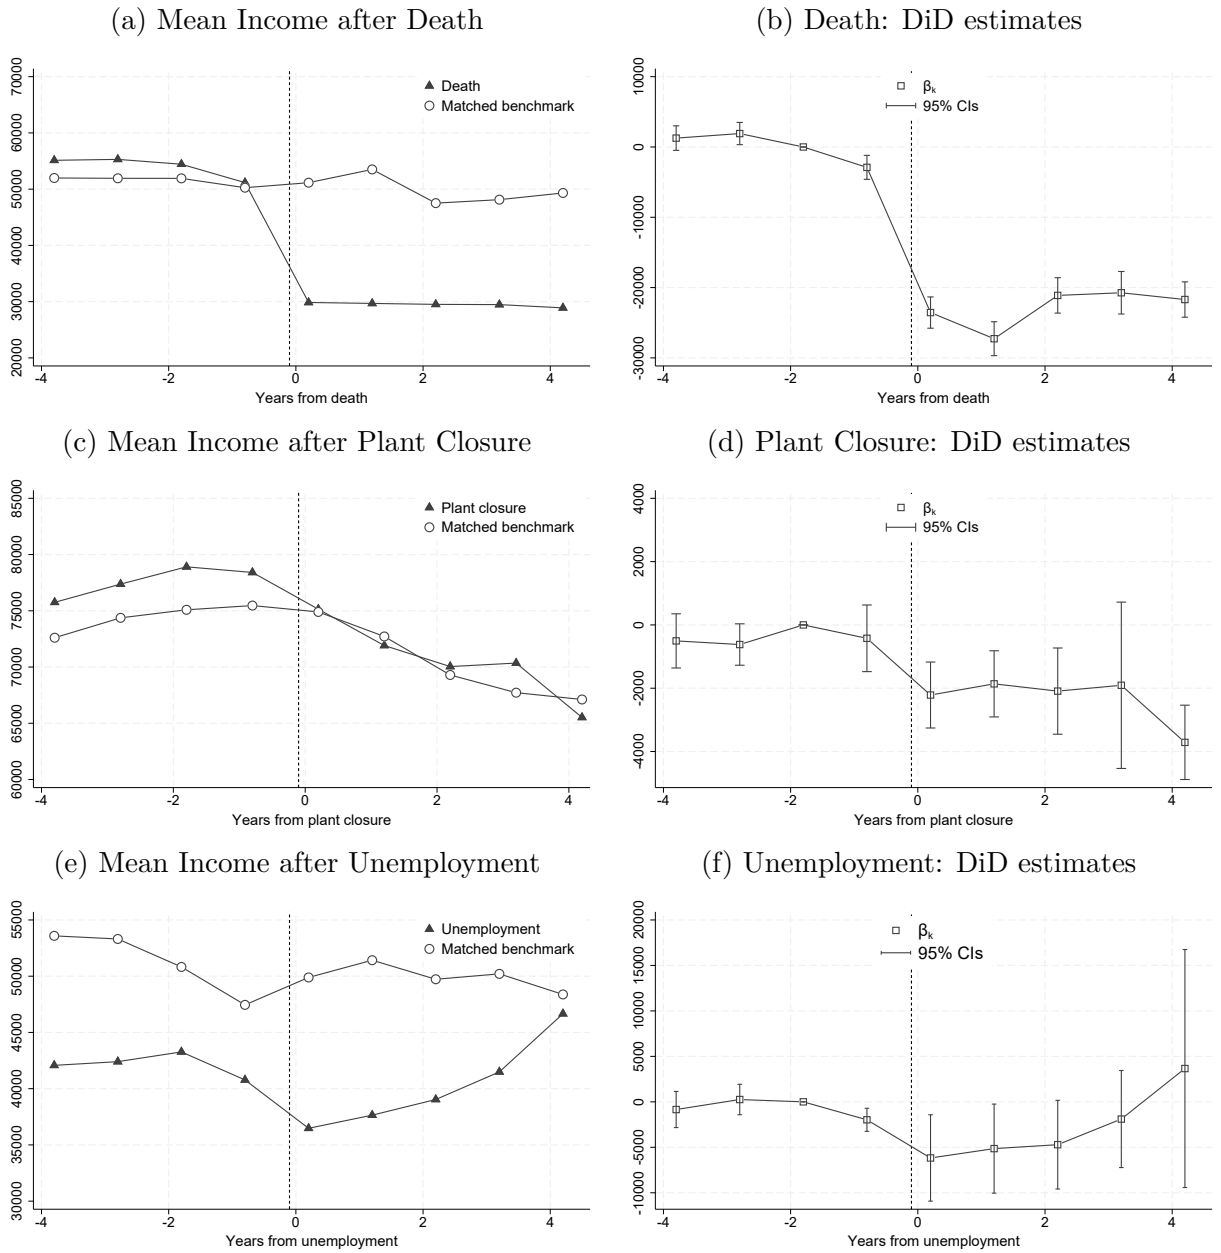 (a) Mean Income after Death
70000
60000
50000
40000
30000
20000
Death
Matched benchmark
-4 -2 0 2 4
Years from death
(b) Death: DiD estimates
10000
0
-10000
-20000
-30000
βk
95% CIs
-4 -2 0 2 4
Years from death
(c) Mean Income after Plant Closure
85000
80000
75000
70000
65000
60000
Plant closure
Matched benchmark
-4 -2 0 2 4
Years from plant closure
(d) Plant Closure: DiD estimates
4000
2000
0
-2000
-4000
βk
95% CIs
-4 -2 0 2 4
Years from plant closure
(e) Mean Income after Unemployment
55000
50000
45000
40000
35000
30000
Unemployment
Matched benchmark
-4 -2 0 2 4
Years from unemployment
(f) Unemployment: DiD estimates
20000
15000
10000
5000
0
-5000
-10000
βk
95% CIs
-4 -2 0 2 4
Years from unemployment